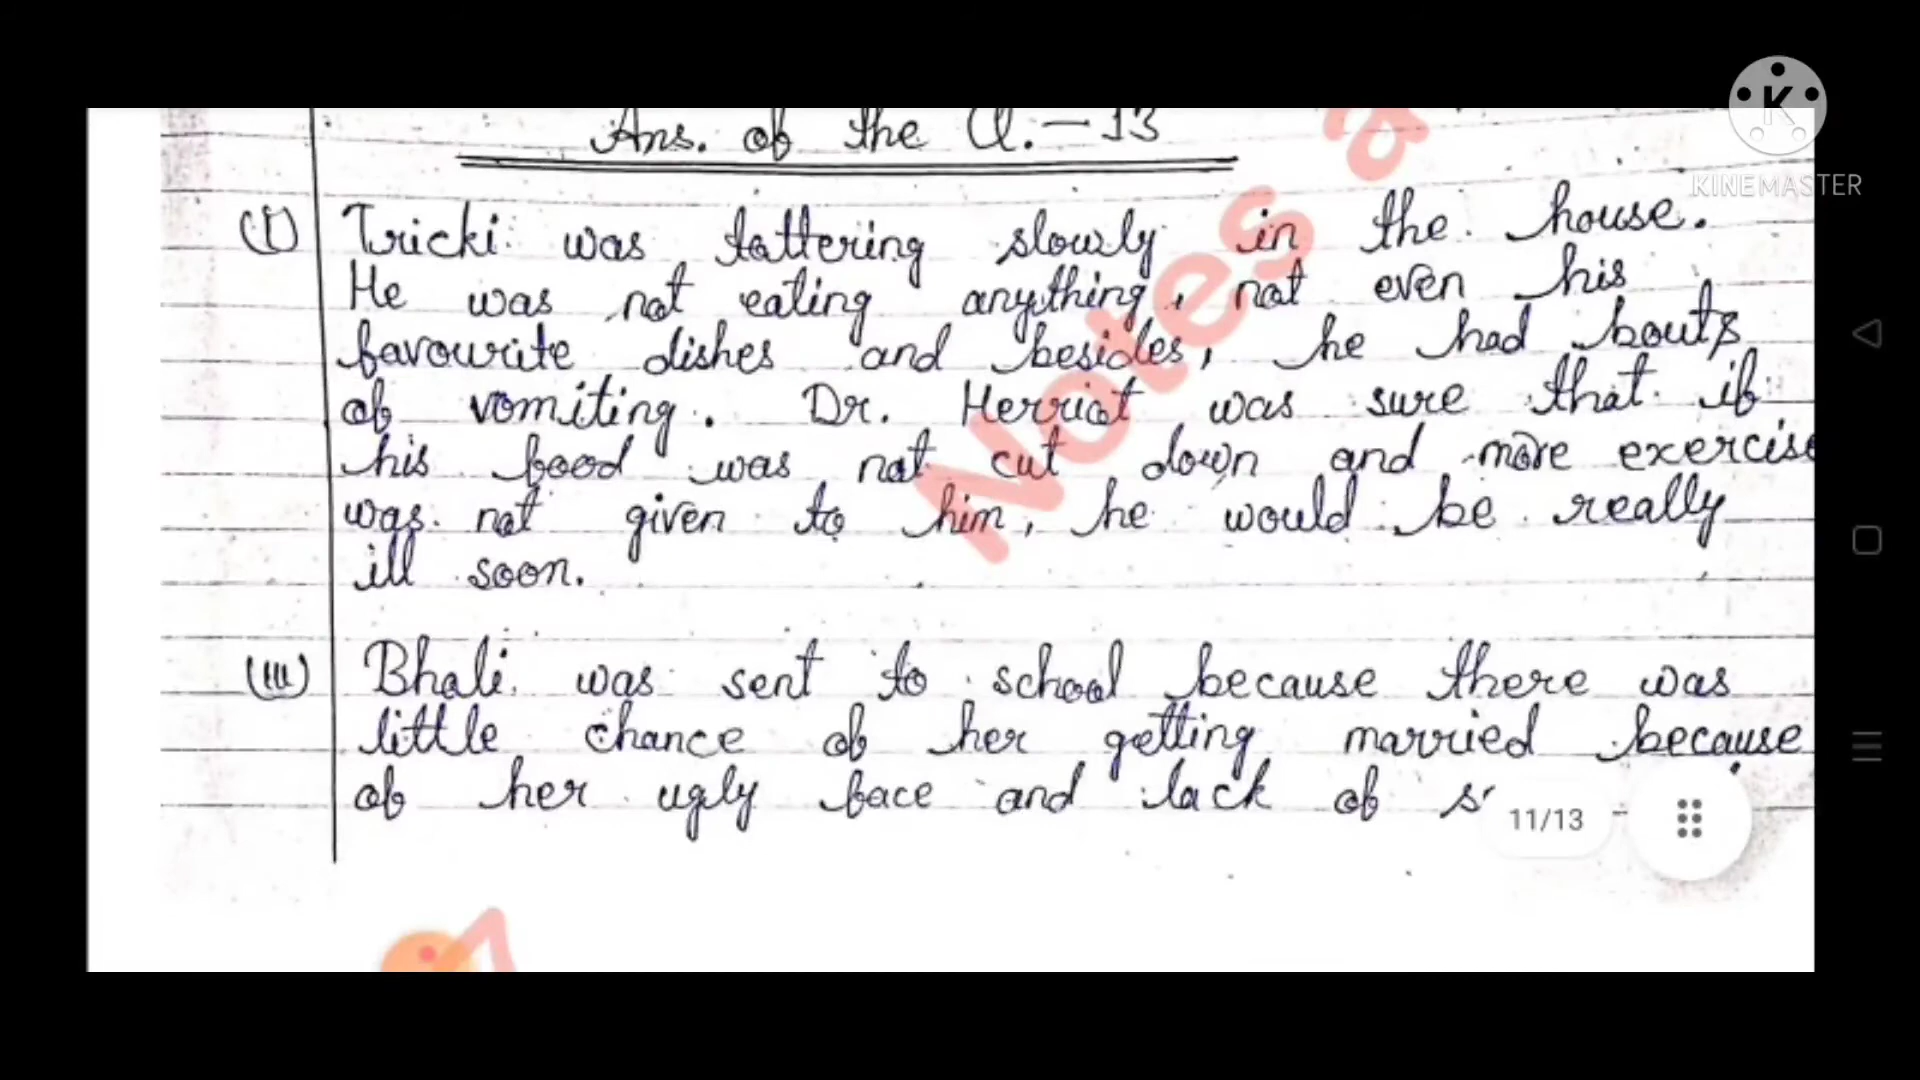 Ans. of the Q. - 13
KINEMASTER
(I) Tricki was tottering slowly in the house.
He was not eating anything, not even his
favourite dishes and besides, he had bouts
of vomiting. Dr. Herriot was sure that if
his food was not cut down and more exercise
was not given to him, he would be really
ill soon.
(III) Bholi was sent to school because there was
little chance of her getting married because
of her ugly face and lack of
11/13
Notes a